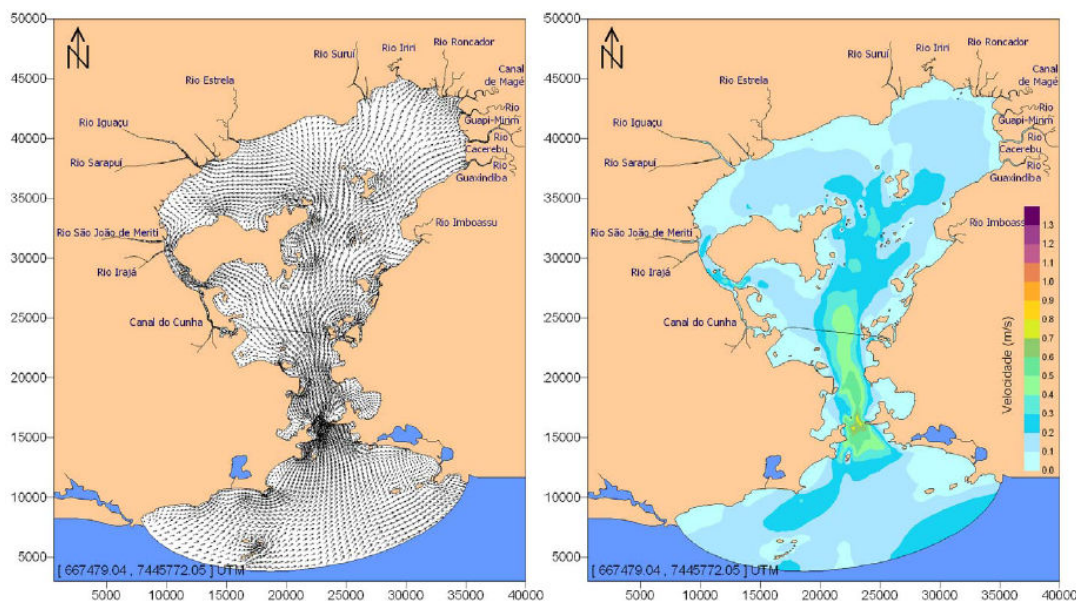 50000
45000
40000
35000
30000
25000
20000
15000
10000
5000
N
Rio Suruí
Rio Iriri
Rio Roncador
Canal
de Magé
Rio Estrela
Rio
Guapi-Mirim
Rio Iguaçu
Rio
Cacerebu
Rio Sarapuí
Rio
Guaxindiba
Rio Imboassu
Rio São João de Meriti
Rio Irajá
Canal do Cunha
[ 667479.04 , 7445772.05 ] UTM
5000 10000 15000 20000 25000 30000 35000 40000
50000
45000
40000
35000
30000
25000
20000
15000
10000
5000
N
Rio Suruí
Rio Iriri
Rio Roncador
Canal
de Magé
Rio Estrela
Rio
Guapi-Mirim
Rio Iguaçu
Rio
Cacerebu
Rio Sarapuí
Rio
Guaxindiba
Rio Imboassu
Rio São João de Meriti
Rio Irajá
Canal do Cunha
Velocidade (m/s)
1.3
1.2
1.1
1.0
0.9
0.8
0.7
0.6
0.5
0.4
0.3
0.2
0.1
0.0
[ 667479.04 , 7445772.05 ] UTM
5000 10000 15000 20000 25000 30000 35000 40000